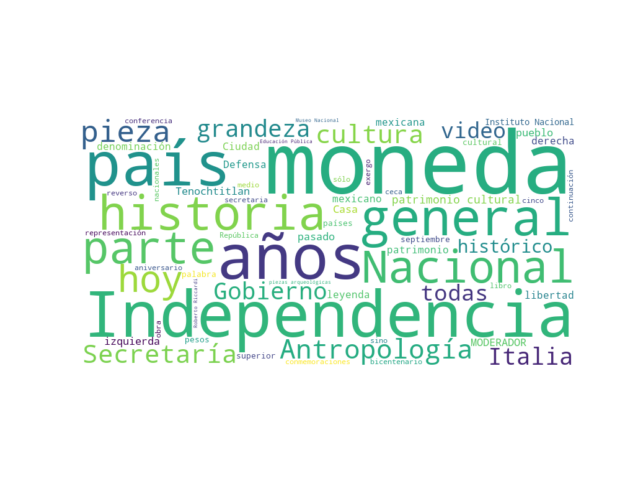 conferencia
Museo Nacional
mexicana
Instituto Nacional
pieza
grandeza
cultura
video
pueblo
denominación
Ciudad
Educación Pública
cultural
derecha
país
moneda
Defensa
nacionales
exergo
continuación
medio
sólo
Tenochtitlan
ceca
reverso
secretaria
mexicano
patrimonio cultural
cinco
historia
Casa
general
países
representación
República
pasado
septiembre
histórico
parte
años
patrimonio
Nacional
aniversario
palabra
hoy
piezas arqueológicas
libro
Gobierno
leyenda
todas
libertad
Roberto Riccardi
Independencia
obra
izquierda
pesos
sino
MODERADOR
Secretaría
superior
Antropología
Italia
conmemoraciones
bicentenario